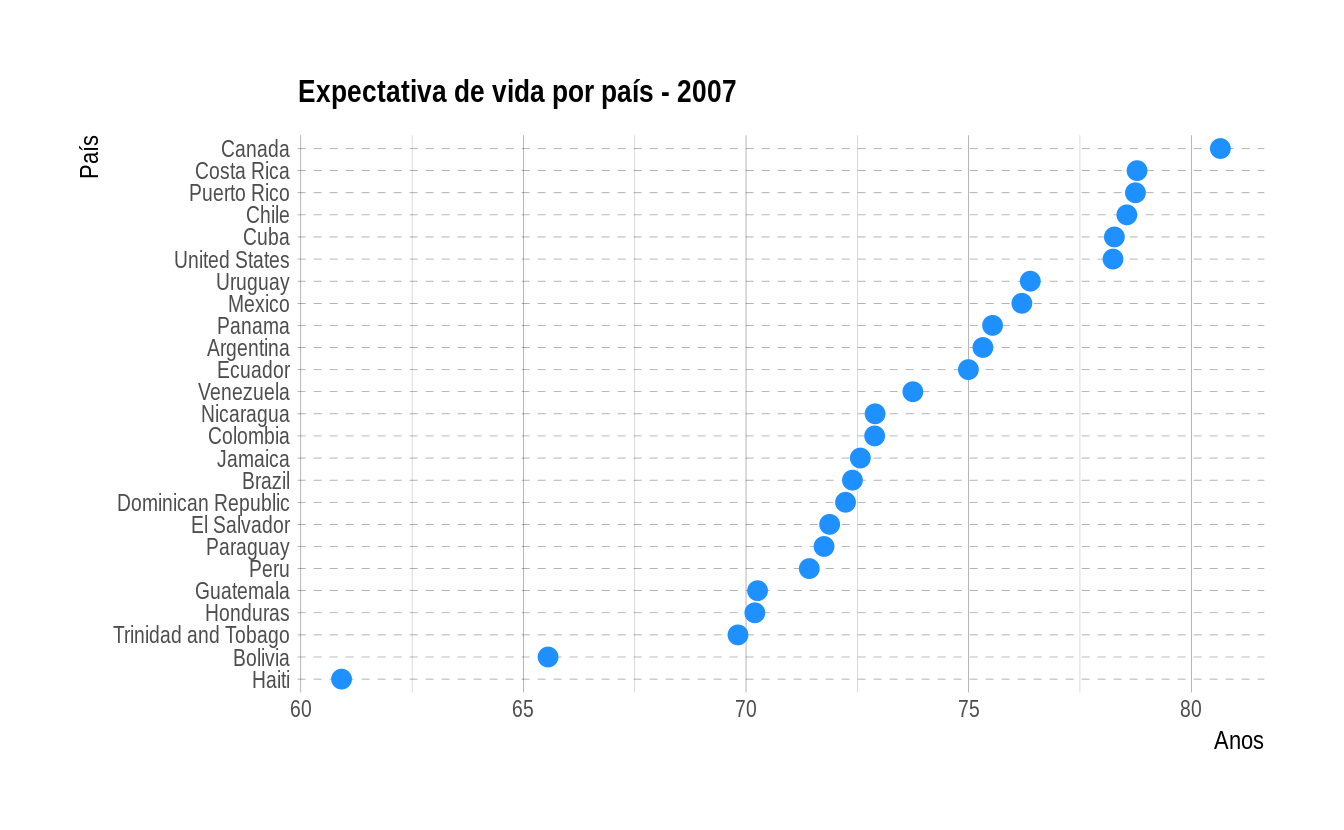 Expectativa de vida por país - 2007
País
Canada
Costa Rica
Puerto Rico
Chile
Cuba
United States
Uruguay
Mexico
Panama
Argentina
Ecuador
Venezuela
Nicaragua
Colombia
Jamaica
Brazil
Dominican Republic
El Salvador
Paraguay
Peru
Guatemala
Honduras
Trinidad and Tobago
Bolivia
Haiti
60 65 70 75 80
Anos